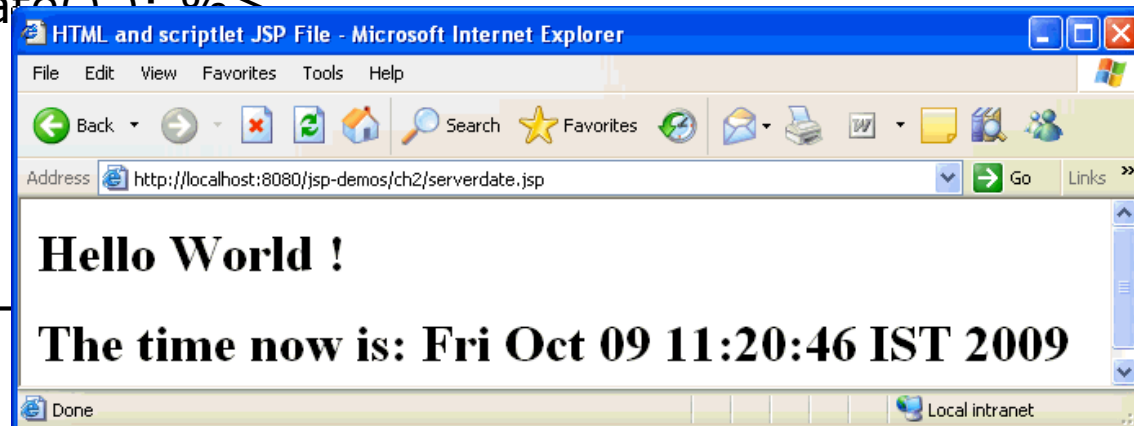 HTML and scriptlet JSP File - Microsoft Internet Explorer
File Edit View Favorites Tools Help
Back Search Favorites W
Address http://localhost:8080/jsp-demos/ch2/serverdate.jsp Go Links »
Hello World !
The time now is: Fri Oct 09 11:20:46 IST 2009
Done Local intranet